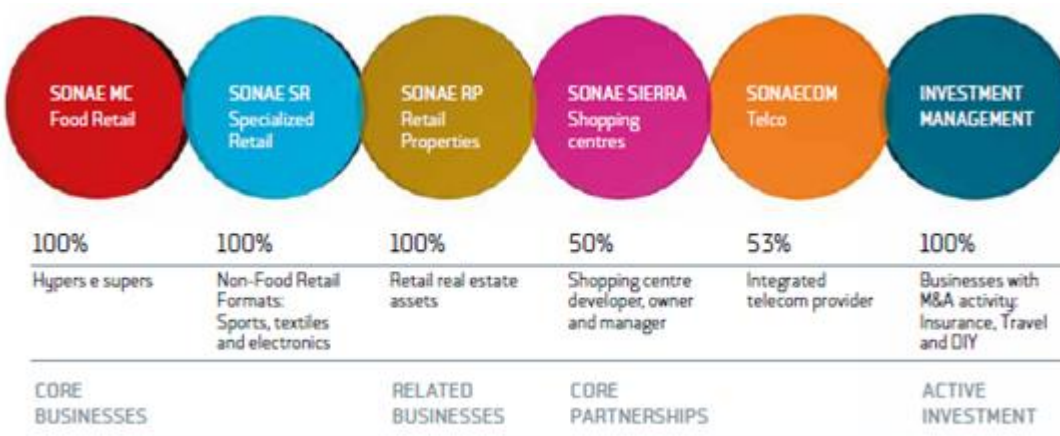 SONAE MC
Food Retail
SONAE SR
Specialized
Retail
SONAE RP
Retail
Properties
SONAE SIERRA
Shopping
centres
SONAECOM
Telco
INVESTMENT
MANAGEMENT
100%
100%
100%
50%
53%
100%
Hypers e supers
Non-Food Retail
Formats:
Sports, textiles
and electronics
Retail real estate
assets
Shopping centre
developer, owner
and manager
Integrated
telecom provider
Businesses with
M&A activity:
Insurance, Travel
and DIY
CORE
BUSINESSES
RELATED
BUSINESSES
CORE
PARTNERSHIPS
ACTIVE
INVESTMENT